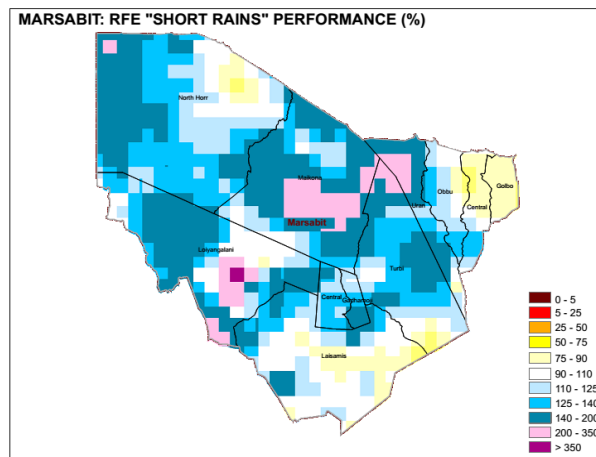 MARSABIT: RFE "SHORT RAINS" PERFORMANCE (%)
North Horr
Maikona
Obbu
Golbo
Central
Uran
Marsabit
Loiyangalani
Turbi
Central
Gadhamoji
Laisamis
0 - 5
5 - 25
25 - 50
50 - 75
75 - 90
90 - 110
110 - 125
125 - 140
140 - 200
200 - 350
> 350